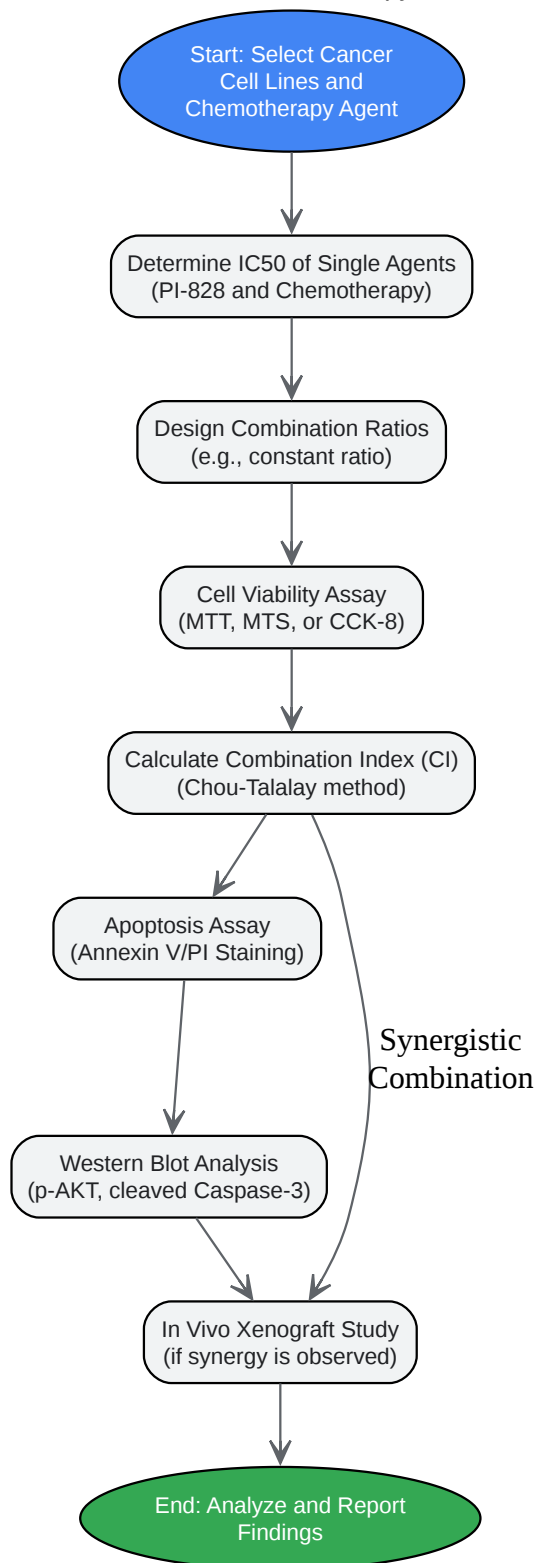 Start: Select Cancer
Cell Lines and
Chemotherapy Agent
Determine IC50 of Single Agents
(PI-828 and Chemotherapy)
Design Combination Ratios
(e.g., constant ratio)
Cell Viability Assay
(MTT, MTS, or CCK-8)
Calculate Combination Index (CI)
(Chou-Talalay method)
Apoptosis Assay
(Annexin V/PI Staining)
Synergistic
Combination
Western Blot Analysis
(p-AKT, cleaved Caspase-3)
In Vivo Xenograft Study
(if synergy is observed)
End: Analyze and Report
Findings